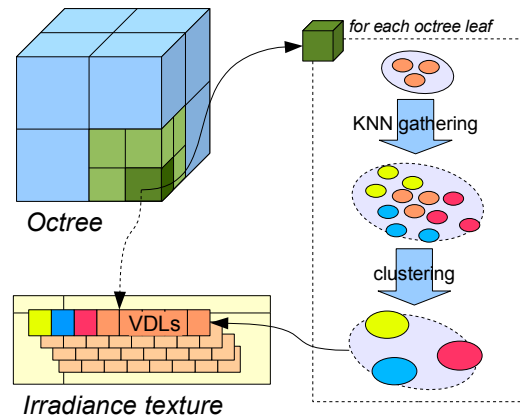 for each octree leaf
KNN gathering
Octree
clustering
VDLs
Irradiance texture